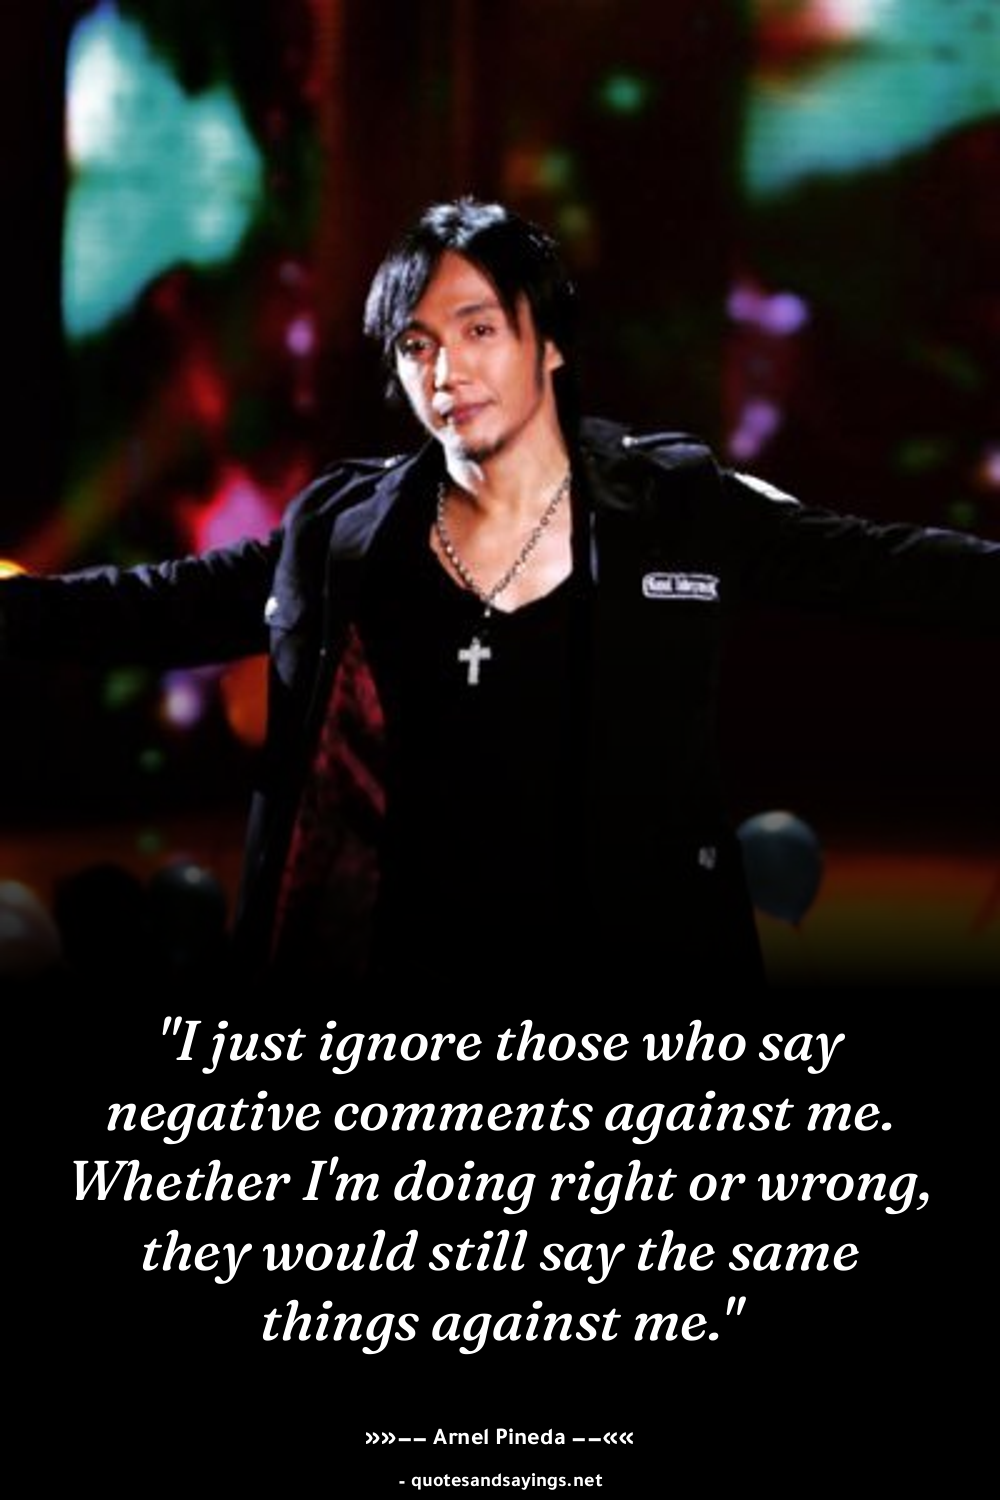 "I just ignore those who say
negative comments against me.
Whether I'm doing right or wrong,
they would still say the same
things against me."
»»–– Arnel Pineda ––««
- quotesandsayings.net